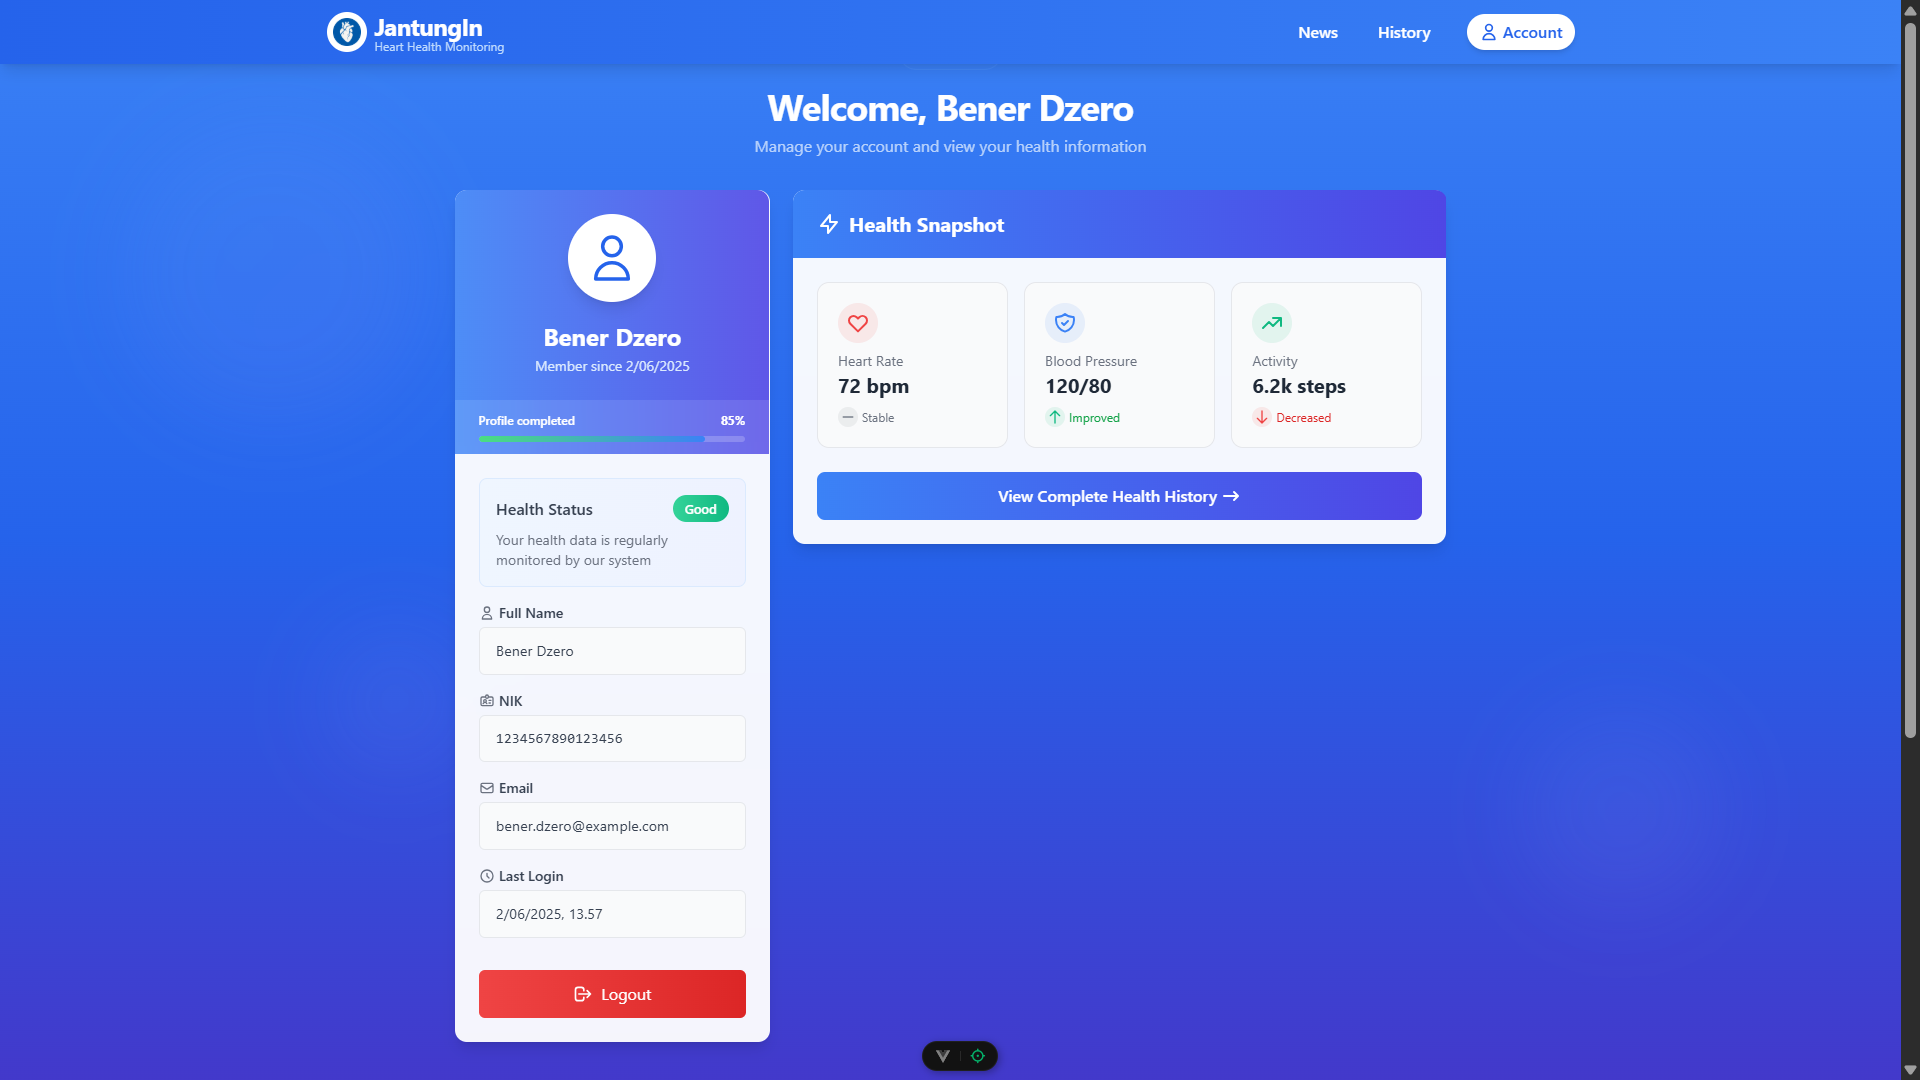 JantungIn
Heart Health Monitoring
News
History
Account
Welcome, Bener Dzero
Manage your account and view your health information
Bener Dzero
Member since 2/06/2025
Profile completed
85%
Health Status
Good
Your health data is regularly
monitored by our system
Full Name
Bener Dzero
NIK
1234567890123456
Email
bener.dzero@example.com
Last Login
2/06/2025, 13.57
Logout
Health Snapshot
Heart Rate
72 bpm
Stable
Blood Pressure
120/80
Improved
Activity
6.2k steps
Decreased
View Complete Health History →